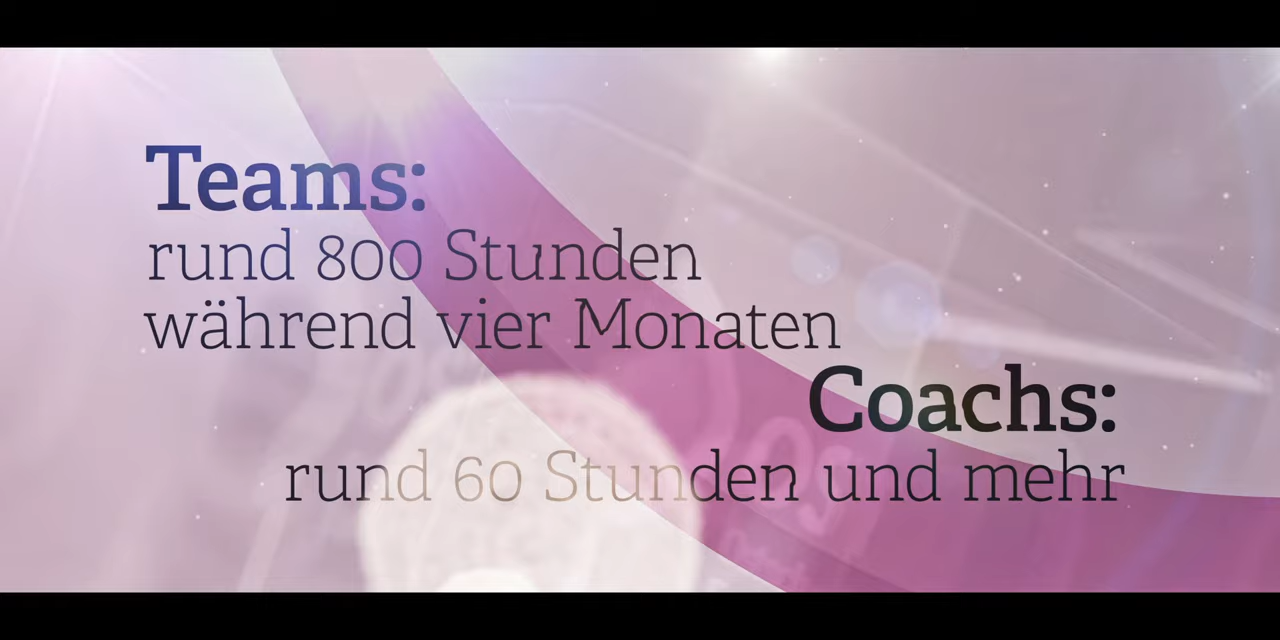 Teams:
rund 800 Stunden
während vier Monaten
Coachs:
rund 60 Stunden und mehr